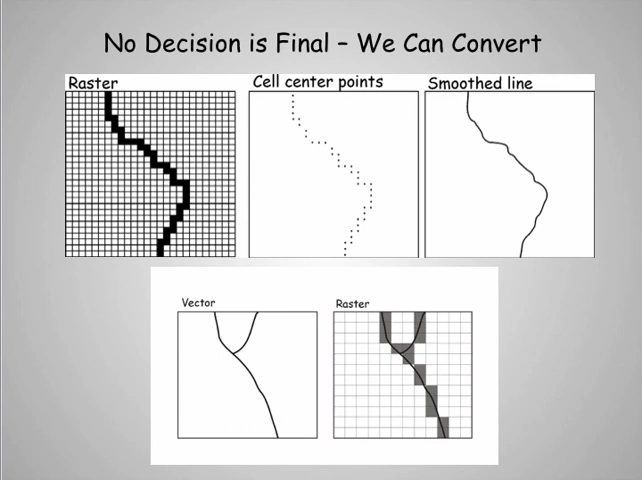 No Decision is Final – We Can Convert
Raster
Cell center points
Smoothed line
Vector
Raster